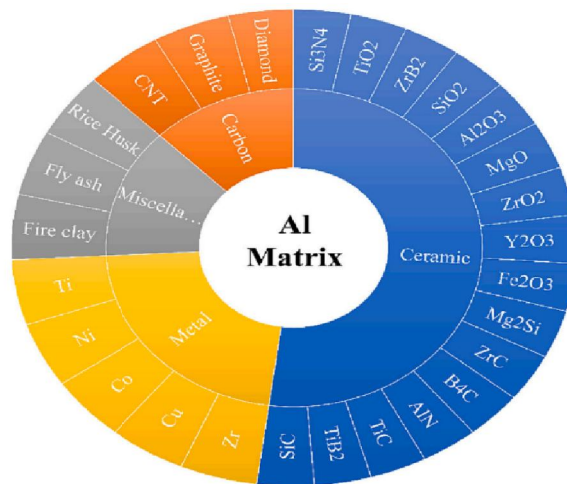 Al
Matrix
Ceramic
Si3N4
TiO2
ZrB2
SiO2
Al2O3
MgO
ZrO2
Y2O3
Fe2O3
Mg2Si
ZrC
B4C
AlN
TiC
TiB2
SiC
Metal
Zr
Cu
Co
Ni
Ti
Miscella…
Fire clay
Fly ash
Rice Husk
Carbon
CNT
Graphite
Diamond